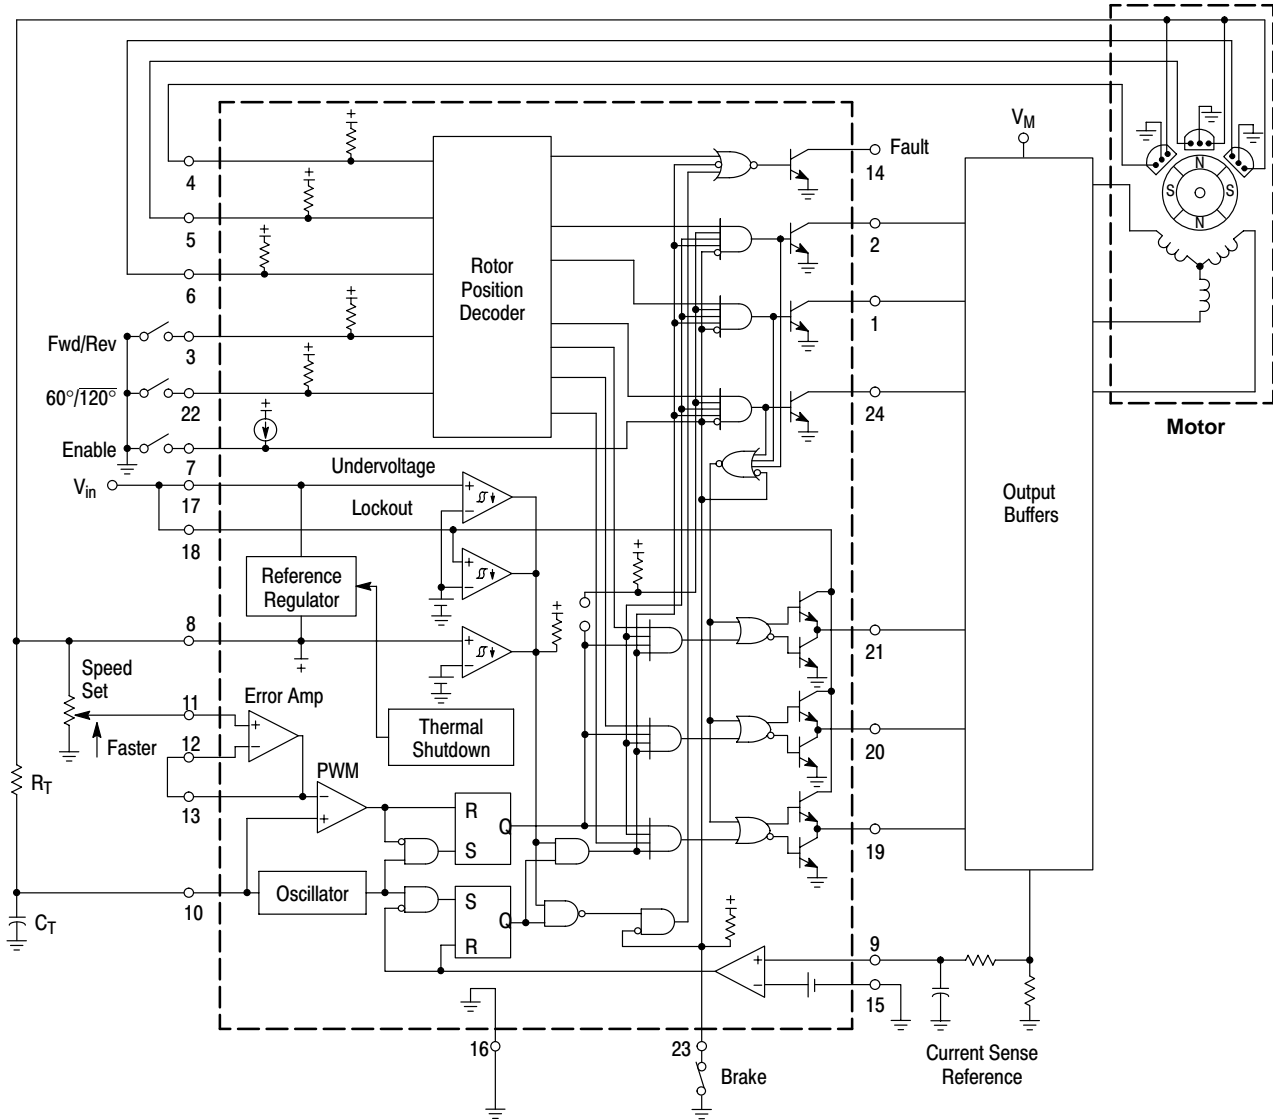 V_M
Fault
14
N
S
S
N
4
5
6
Rotor
Position
Decoder
2
1
Fwd/Rev
3
60°/120°
22
24
Motor
Enable
7
V_in
17
Undervoltage
Lockout
18
Output
Buffers
Reference
Regulator
8
21
Speed
Set
11
Error Amp
Thermal
Shutdown
Faster
12
20
R_T
PWM
13
R
Q
S
19
Oscillator
10
C_T
S
Q
R
9
15
16
23
Brake
Current Sense
Reference